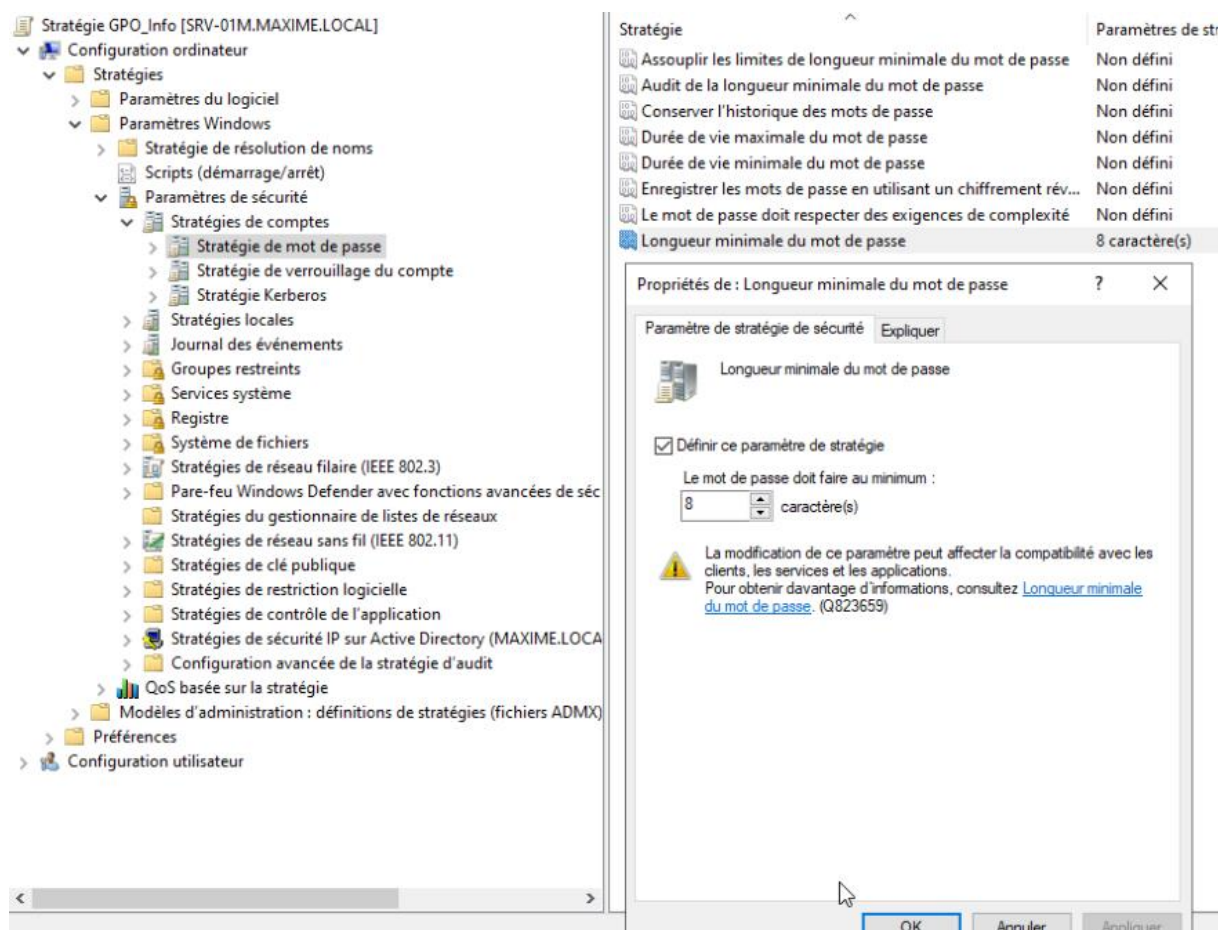 Stratégie GPO_Info [SRV-01M.MAXIME.LOCAL]
Configuration ordinateur
Stratégies
Paramètres du logiciel
Paramètres Windows
Stratégie de résolution de noms
Scripts (démarrage/arrêt)
Paramètres de sécurité
Stratégies de comptes
Stratégie de mot de passe
Stratégie de verrouillage du compte
Stratégie Kerberos
Stratégies locales
Journal des événements
Groupes restreints
Services système
Registre
Système de fichiers
Stratégies de réseau filaire (IEEE 802.3)
Pare-feu Windows Defender avec fonctions avancées de séc
Stratégies du gestionnaire de listes de réseaux
Stratégies de réseau sans fil (IEEE 802.11)
Stratégies de clé publique
Stratégies de restriction logicielle
Stratégies de contrôle de l'application
Stratégies de sécurité IP sur Active Directory (MAXIME.LOCA
Configuration avancée de la stratégie d'audit
QoS basée sur la stratégie
Modèles d'administration : définitions de stratégies (fichiers ADMX)
Préférences
Configuration utilisateur
Stratégie Paramètres de str
Assouplir les limites de longueur minimale du mot de passe Non défini
Audit de la longueur minimale du mot de passe Non défini
Conserver l'historique des mots de passe Non défini
Durée de vie maximale du mot de passe Non défini
Durée de vie minimale du mot de passe Non défini
Enregistrer les mots de passe en utilisant un chiffrement rév... Non défini
Le mot de passe doit respecter des exigences de complexité Non défini
Longueur minimale du mot de passe 8 caractère(s)
Propriétés de : Longueur minimale du mot de passe ? ×
Paramètre de stratégie de sécurité Expliquer
Longueur minimale du mot de passe
Définir ce paramètre de stratégie
Le mot de passe doit faire au minimum :
8 caractère(s)
La modification de ce paramètre peut affecter la compatibilité avec les
clients, les services et les applications.
Pour obtenir davantage d'informations, consultez Longueur minimale
du mot de passe. (Q823659)
OK Annuler Appliquer